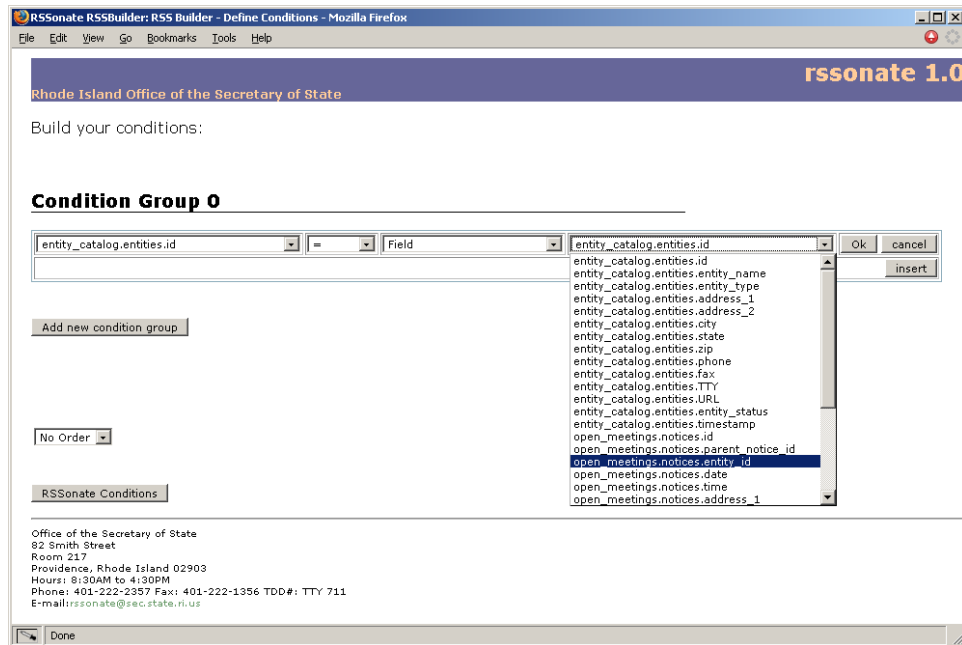 RSSonate RSSBuilder: RSS Builder - Define Conditions - Mozilla Firefox
File Edit View Go Bookmarks Tools Help
rssonate 1.0
Rhode Island Office of the Secretary of State
Build your conditions:
Condition Group 0
entity_catalog.entities.id = Field entity_catalog.entities.id Ok cancel
insert
entity_catalog.entities.id
entity_catalog.entities.entity_name
entity_catalog.entities.entity_type
entity_catalog.entities.address_1
entity_catalog.entities.address_2
entity_catalog.entities.city
entity_catalog.entities.state
entity_catalog.entities.zip
entity_catalog.entities.phone
entity_catalog.entities.fax
entity_catalog.entities.TTY
entity_catalog.entities.URL
entity_catalog.entities.entity_status
entity_catalog.entities.timestamp
open_meetings.notices.id
open_meetings.notices.parent_notice_id
open_meetings.notices.entity_id
open_meetings.notices.date
open_meetings.notices.time
open_meetings.notices.address_1
Add new condition group
No Order
RSSonate Conditions
Office of the Secretary of State
82 Smith Street
Room 217
Providence, Rhode Island 02903
Hours: 8:30AM to 4:30PM
Phone: 401-222-2357 Fax: 401-222-1356 TDD#: TTY 711
E-mail:rssonate@sec.state.ri.us
Done